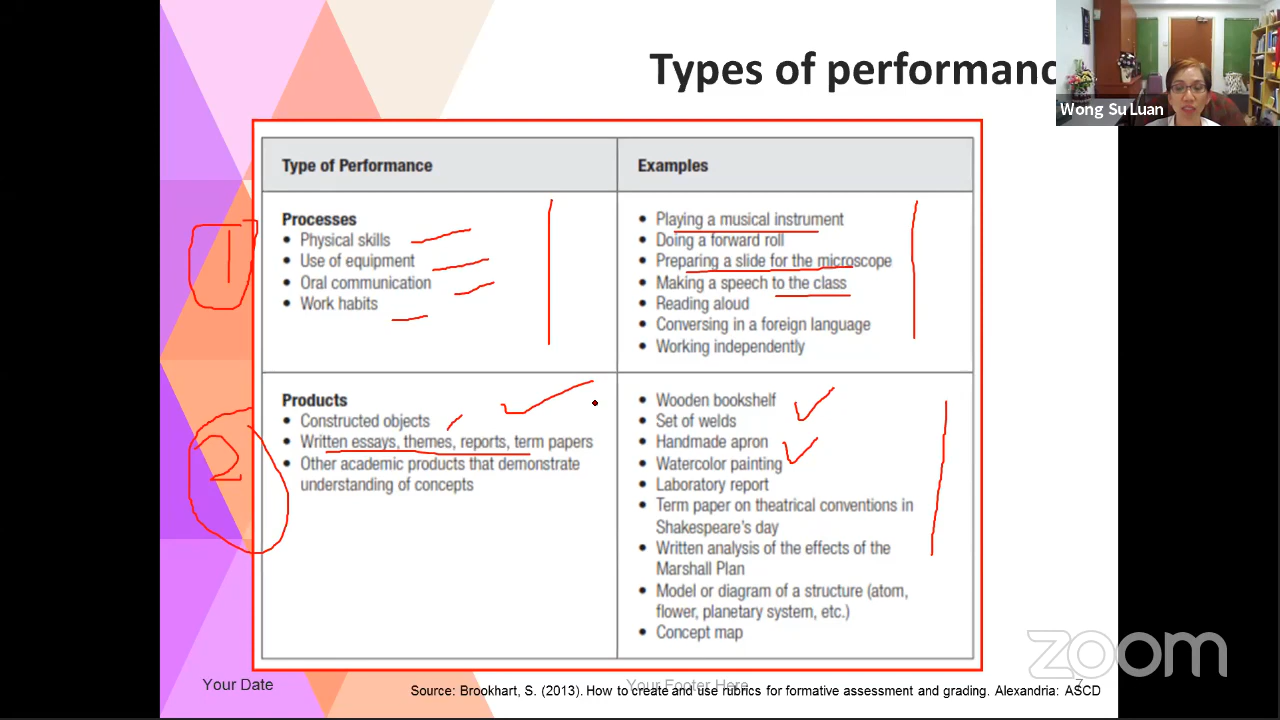 Types of performanc
Wong Su Luan
Type of Performance
Examples
1
Processes
• Physical skills
• Use of equipment
• Oral communication
• Work habits
• Playing a musical instrument
• Doing a forward roll
• Preparing a slide for the microscope
• Making a speech to the class
• Reading aloud
• Conversing in a foreign language
• Working independently
2
Products
• Constructed objects
• Written essays, themes, reports, term papers
• Other academic products that demonstrate
understanding of concepts
• Wooden bookshelf
• Set of welds
• Handmade apron
• Watercolor painting
• Laboratory report
• Term paper on theatrical conventions in
Shakespeare's day
• Written analysis of the effects of the
Marshall Plan
• Model or diagram of a structure (atom,
flower, planetary system, etc.)
• Concept map
zoom
Your Date
Your Footer Here
7
Source: Brookhart, S. (2013). How to create and use rubrics for formative assessment and grading. Alexandria: ASCD